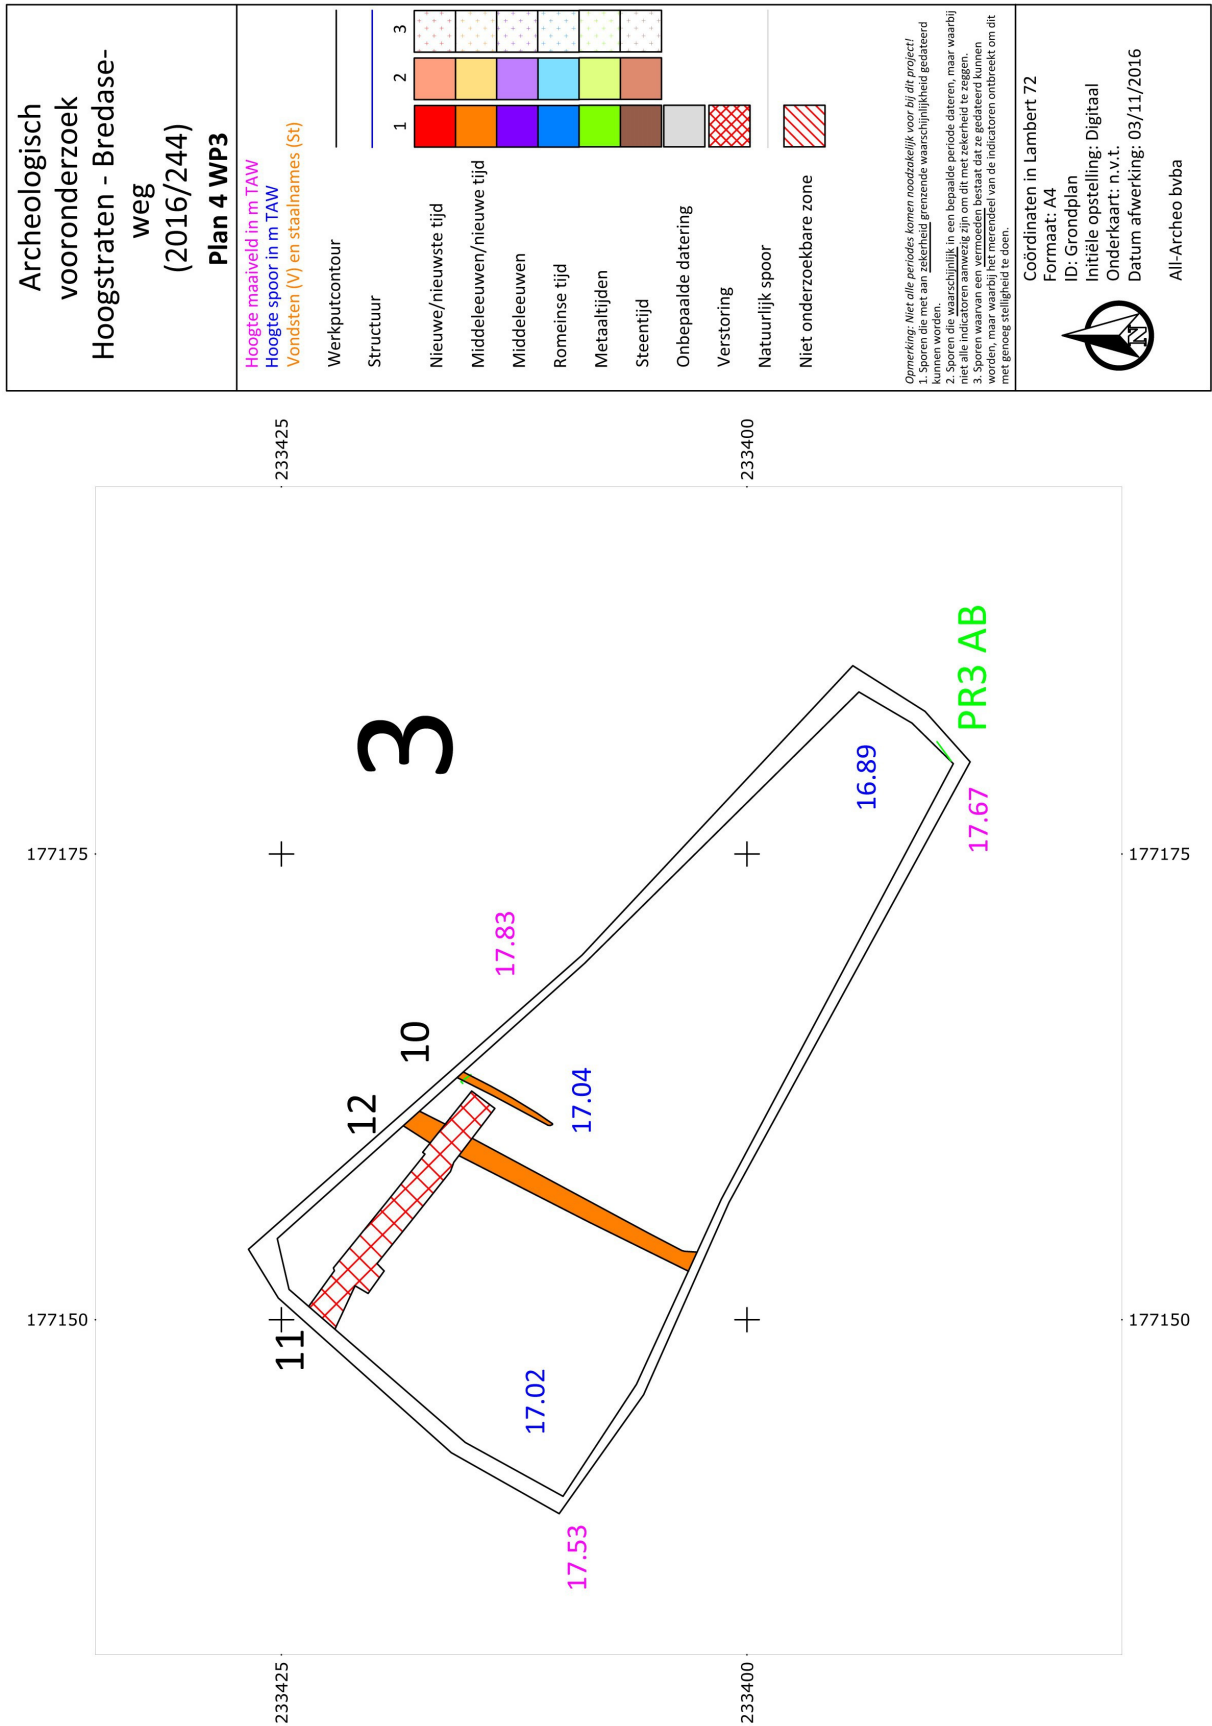 Archeologisch
vooronderzoek
Hoogstraten - Bredase-
weg
(2016/244)
Plan 4 WP3
Hoogte maaiveld in m TAW
Hoogte spoor in m TAW
Vondsten (V) en staalnames (St)
Werkputcontour
Structuur
1 2 3
Nieuwe/nieuwste tijd
Middeleeuwen/nieuwe tijd
Middeleeuwen
Romeinse tijd
Metaaltijden
Steentijd
Onbepaalde datering
Verstoring
Natuurlijk spoor
Niet onderzoekbare zone
Opmerking: Niet alle periodes komen noodzakelijk voor bij dit project!
1. Sporen die met aan zekerheid grenzende waarschijnlijkheid gedateerd
kunnen worden.
2. Sporen die waarschijnlijk in een bepaalde periode dateren, maar waarbij
niet alle indicatoren aanwezig zijn om dit met zekerheid te zeggen.
3. Sporen waarvan een vermoeden bestaat dat ze gedateerd kunnen
worden, maar waarbij het merendeel van de indicatoren ontbreekt om dit
met genoeg stelligheid te doen.
Coördinaten in Lambert 72
Formaat: A4
ID: Grondplan
Initiële opstelling: Digitaal
Onderkaart: n.v.t.
Datum afwerking: 03/11/2016
All-Archeo bvba
N
177150
177175
233425
233425
233400
233400
177150
177175
3
11
12
10
17.83
17.04
17.02
17.53
16.89
17.67
PR3 AB